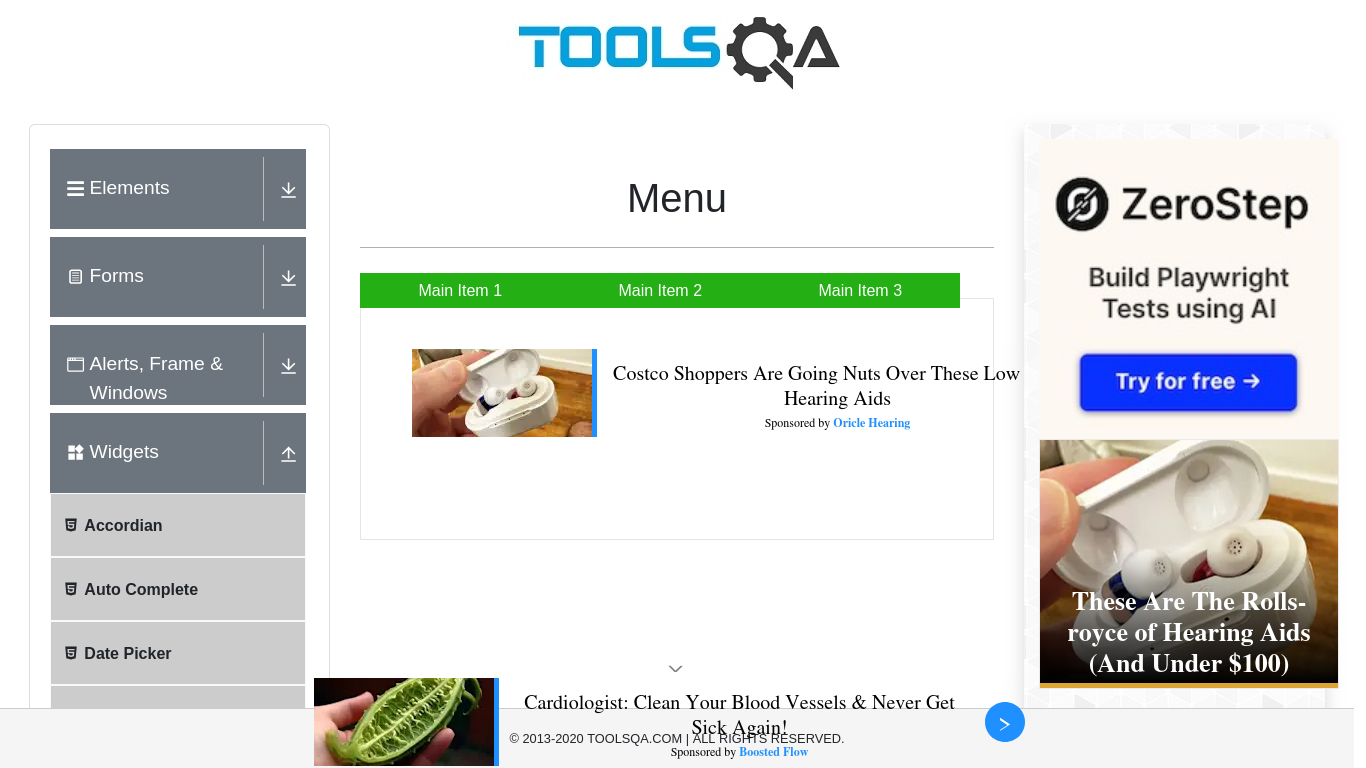 TOOLSQA
Elements
Forms
Alerts, Frame &
Windows
Widgets
Accordian
Auto Complete
Date Picker
Menu
Main Item 1
Main Item 2
Main Item 3
Costco Shoppers Are Going Nuts Over These Low
Hearing Aids
Sponsored by Oricle Hearing
ZeroStep
Build Playwright
Tests using AI
Try for free →
These Are The Rolls-
royce of Hearing Aids
(And Under $100)
Cardiologist: Clean Your Blood Vessels & Never Get
Sick Again!
Sponsored by Boosted Flow
© 2013-2020 TOOLSQA.COM | ALL RIGHTS RESERVED.